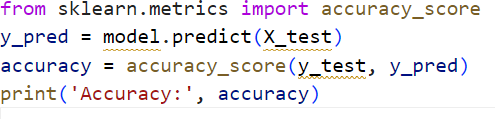 from sklearn.metrics import accuracy_score
y_pred = model.predict(X_test)
accuracy = accuracy_score(y_test, y_pred)
print('Accuracy:', accuracy)